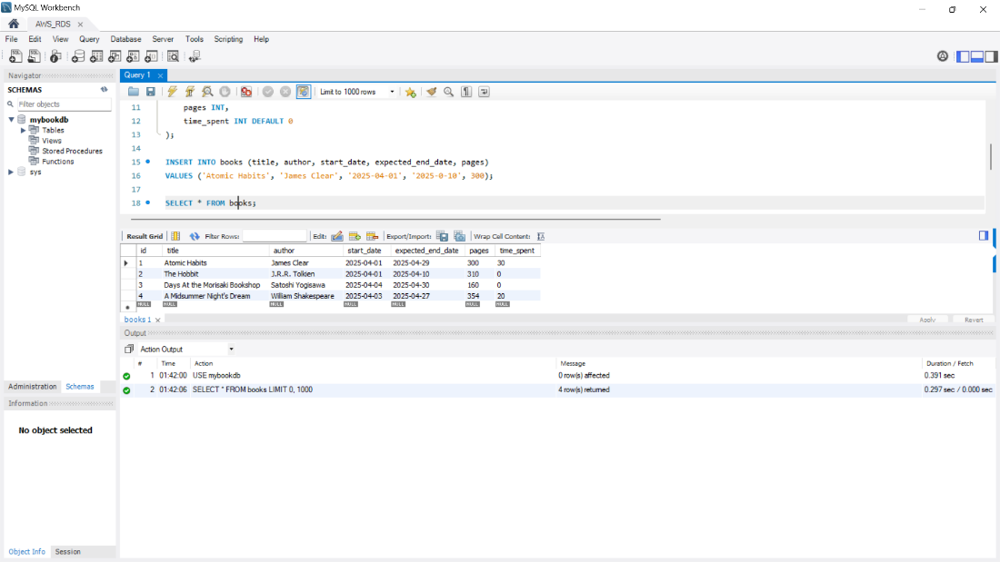 MySQL Workbench
AWS_RDS
File Edit View Query Database Server Tools Scripting Help
Navigator
SCHEMAS
Filter objects
mybookdb
Tables
Views
Stored Procedures
Functions
sys
Administration Schemas
Information
No object selected
Object Info Session
Query 1
Limit to 1000 rows
11 pages INT,
12 time_spent INT DEFAULT 0
13 );
14
15 INSERT INTO books (title, author, start_date, expected_end_date, pages)
16 VALUES ('Atomic Habits', 'James Clear', '2025-04-01', '2025-0-10', 300);
17
18 SELECT * FROM books;
Result Grid Filter Rows: Edit: Export/Import: Wrap Cell Content:
id title author start_date expected_end_date pages time_spent
1 Atomic Habits James Clear 2025-04-01 2025-04-29 300 30
2 The Hobbit J.R.R. Tolkien 2025-04-01 2025-04-10 310 0
3 Days At the Morisaki Bookshop Satoshi Yogisawa 2025-04-04 2025-04-30 160 0
4 A Midsummer Night's Dream William Shakespeare 2025-04-03 2025-04-27 354 20
NULL NULL NULL NULL NULL NULL NULL
books 1 Apply Revert
Output
Action Output
# Time Action Message Duration / Fetch
1 01:42:00 USE mybookdb 0 row(s) affected 0.391 sec
2 01:42:06 SELECT * FROM books LIMIT 0, 1000 4 row(s) returned 0.297 sec / 0.000 sec